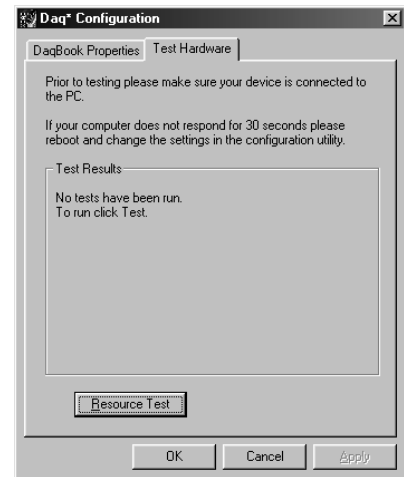 Daq* Configuration
DaqBook Properties Test Hardware
Prior to testing please make sure your device is connected to
the PC.
If your computer does not respond for 30 seconds please
reboot and change the settings in the configuration utility.
Test Results
No tests have been run.
To run click Test.
Resource Test
OK Cancel Apply